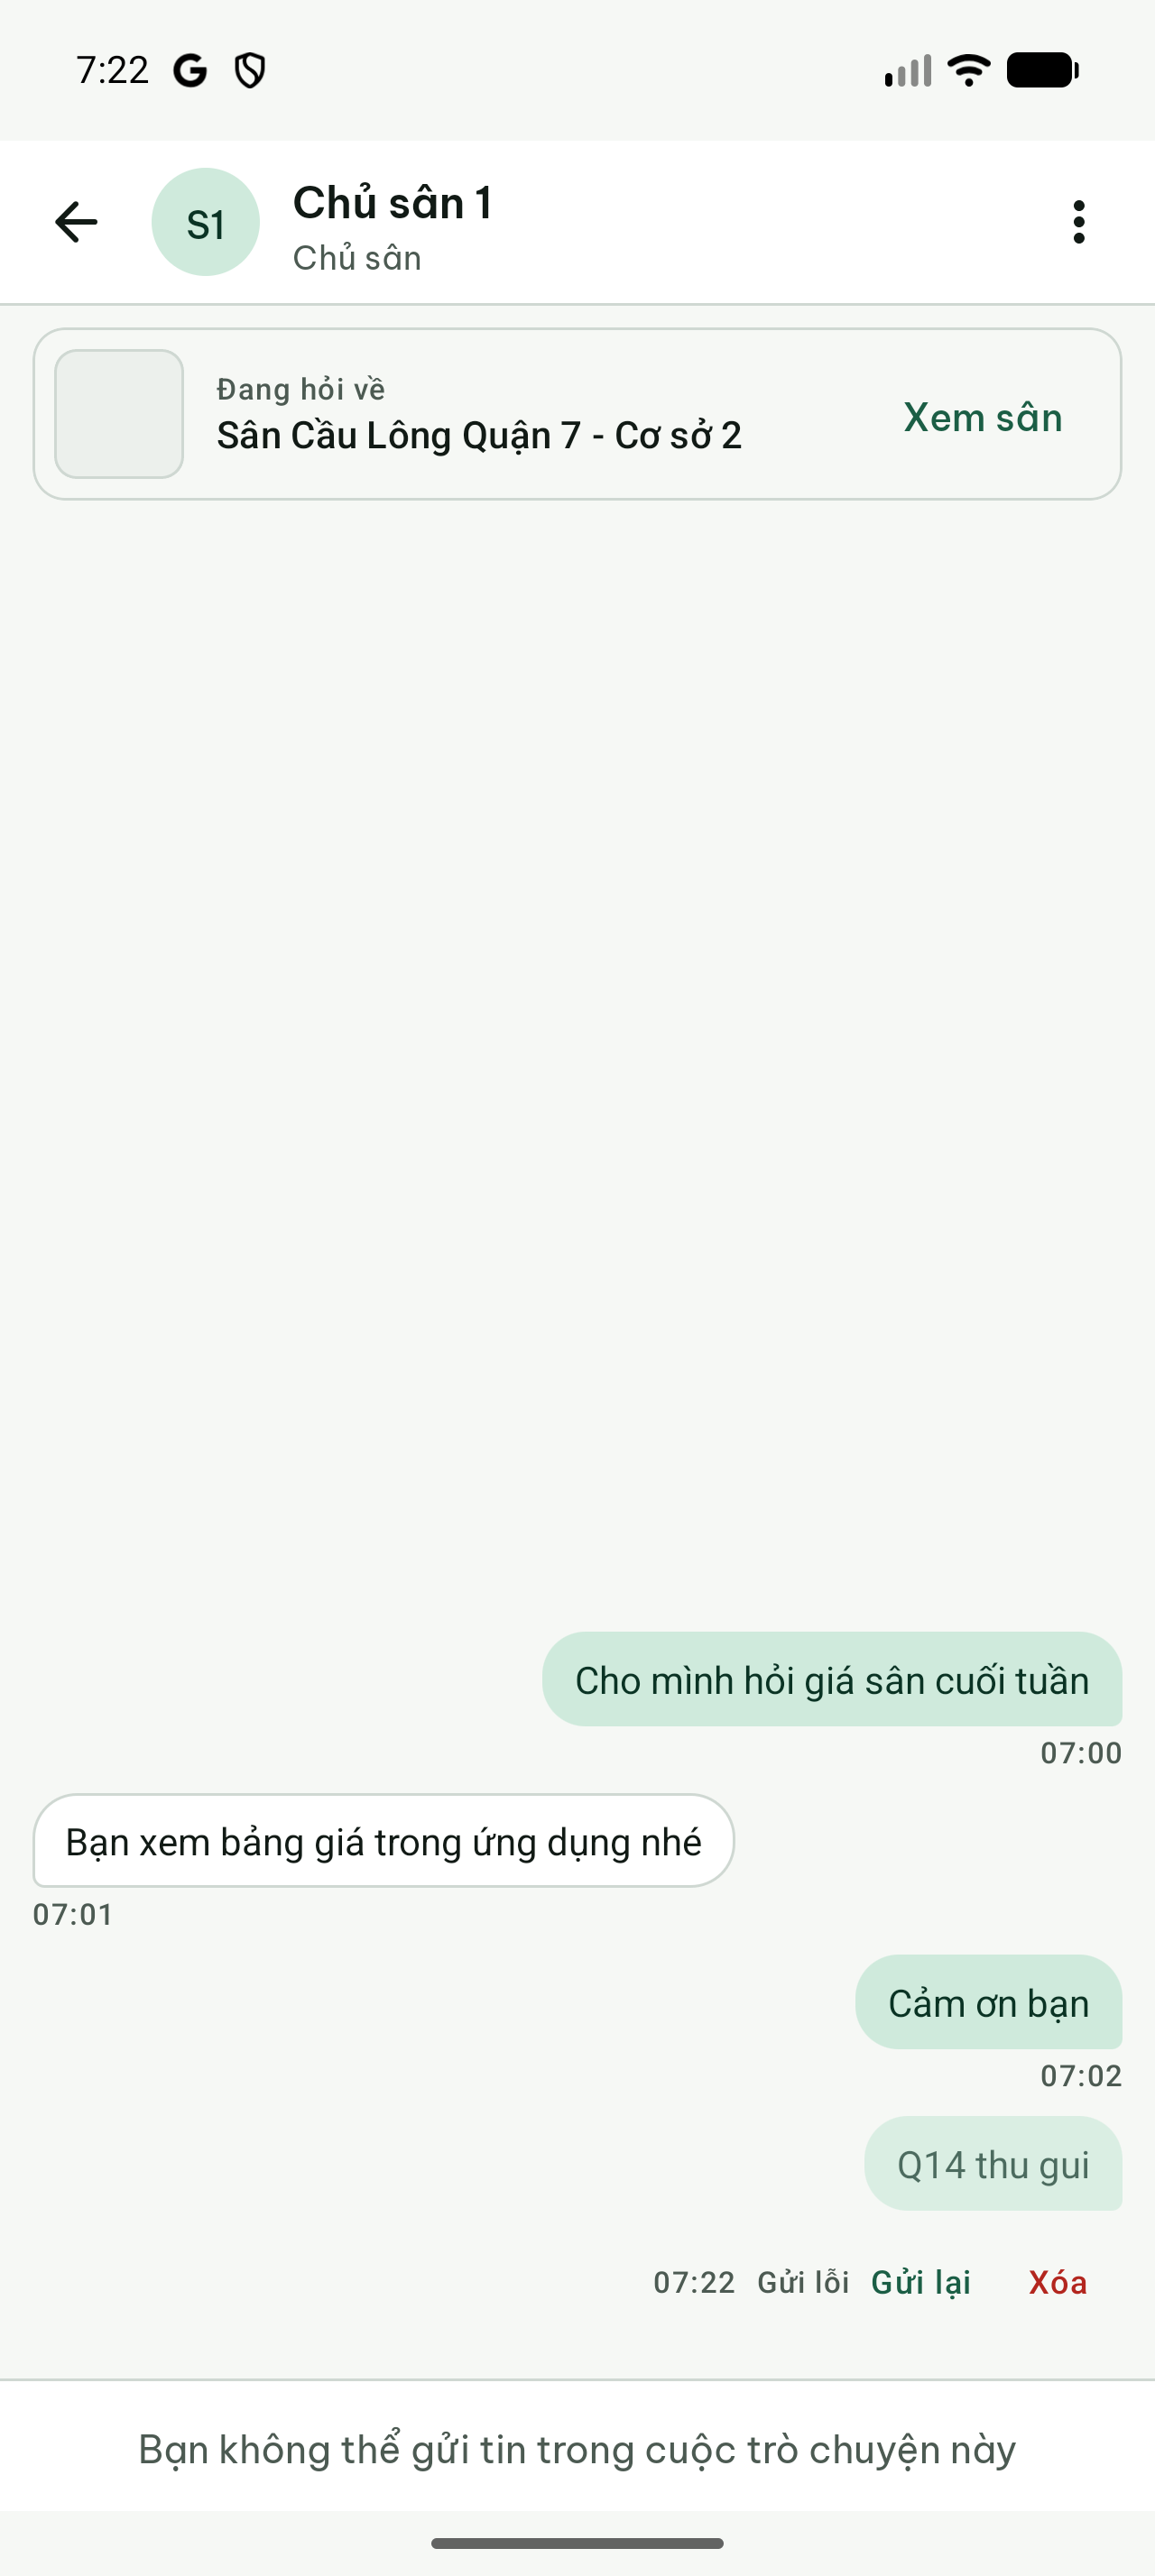 7:22
S1
Chủ sân 1
Chủ sân
Đang hỏi về
Sân Cầu Lông Quận 7 - Cơ sở 2
Xem sân
Cho mình hỏi giá sân cuối tuần
07:00
Bạn xem bảng giá trong ứng dụng nhé
07:01
Cảm ơn bạn
07:02
Q14 thu gui
07:22 Gửi lỗi Gửi lại Xóa
Bạn không thể gửi tin trong cuộc trò chuyện này